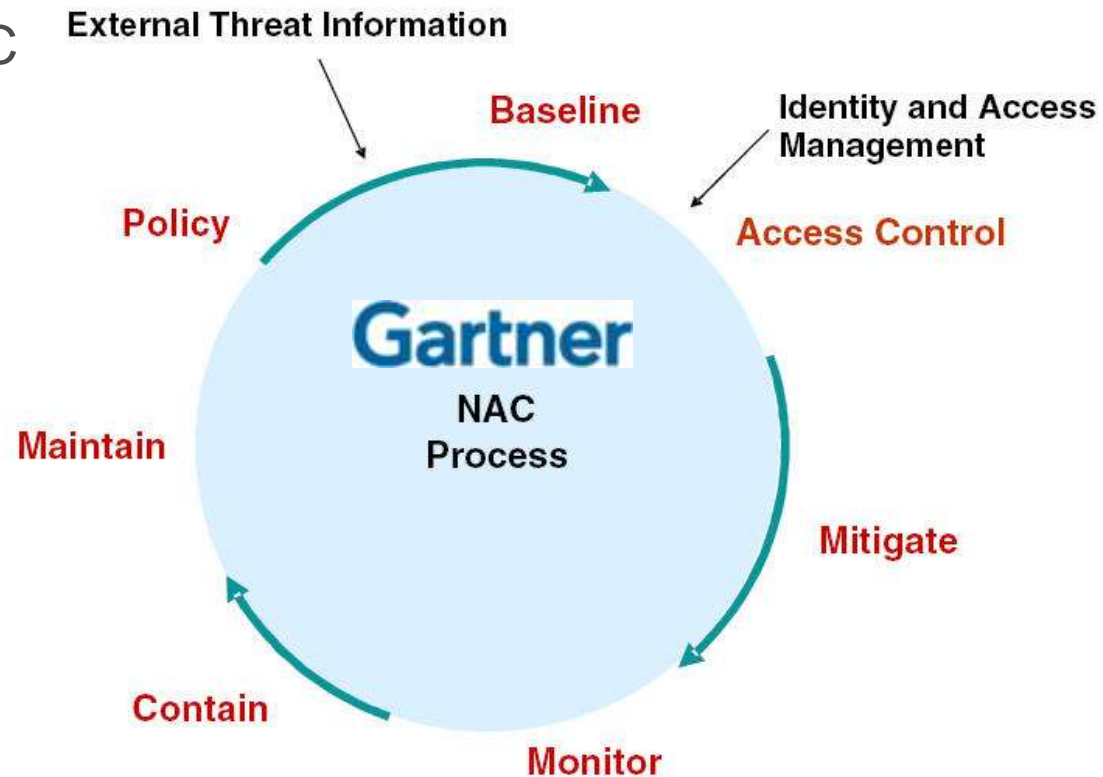 C
External Threat Information
Baseline
Identity and Access
Management
Policy
Access Control
Gartner
NAC
Process
Maintain
Mitigate
Contain
Monitor